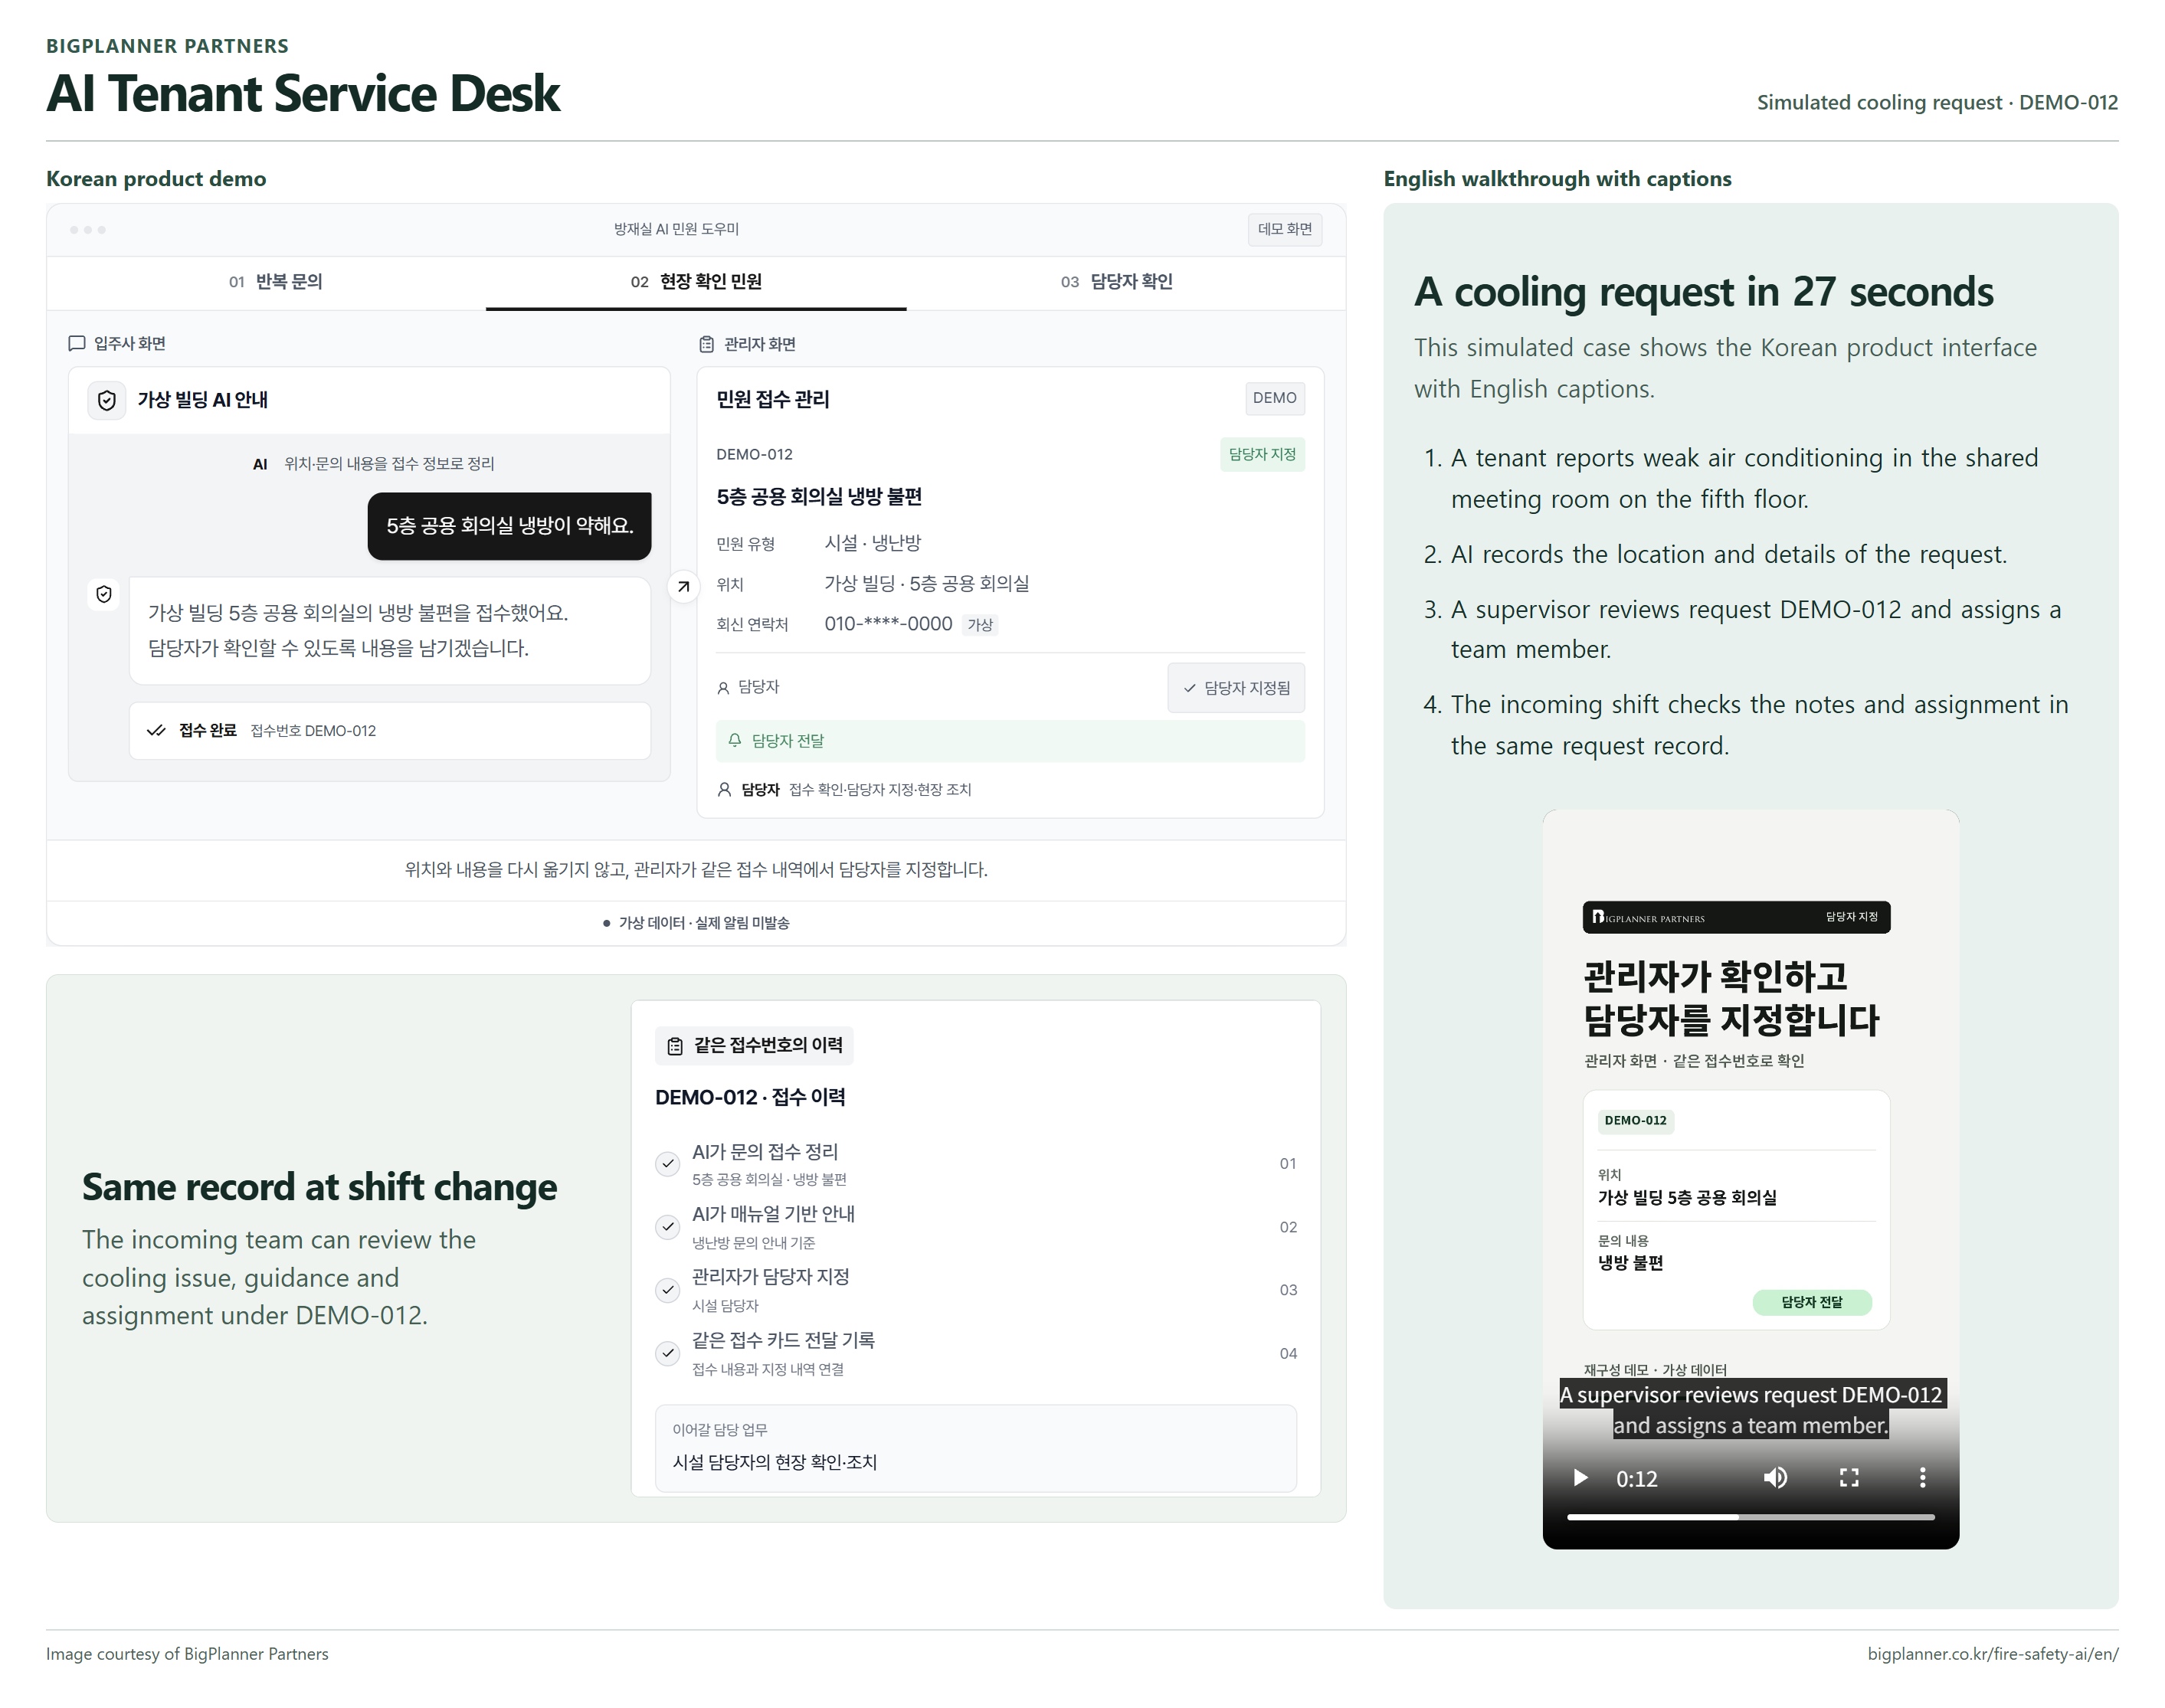 BIGPLANNER PARTNERS
AI Tenant Service Desk
Simulated cooling request · DEMO-012
Korean product demo
방재실 AI 민원 도우미
데모 화면
01 반복 문의
02 현장 확인 민원
03 담당자 확인
입주사 화면
가상 빌딩 AI 안내
AI 위치·문의 내용을 접수 정보로 정리
5층 공용 회의실 냉방이 약해요.
가상 빌딩 5층 공용 회의실의 냉방 불편을 접수했어요.
담당자가 확인할 수 있도록 내용을 남기겠습니다.
접수 완료 접수번호 DEMO-012
관리자 화면
민원 접수 관리
DEMO
DEMO-012
담당자 지정
5층 공용 회의실 냉방 불편
민원 유형 시설 · 냉난방
위치 가상 빌딩 · 5층 공용 회의실
회신 연락처 010-****-0000 가상
담당자
담당자 지정됨
담당자 전달
담당자 접수 확인·담당자 지정·현장 조치
위치와 내용을 다시 옮기지 않고, 관리자가 같은 접수 내역에서 담당자를 지정합니다.
가상 데이터 · 실제 알림 미발송
Same record at shift change
The incoming team can review the
cooling issue, guidance and
assignment under DEMO-012.
같은 접수번호의 이력
DEMO-012 · 접수 이력
AI가 문의 접수 정리
5층 공용 회의실 · 냉방 불편
01
AI가 매뉴얼 기반 안내
냉난방 문의 안내 기준
02
관리자가 담당자 지정
시설 담당자
03
같은 접수 카드 전달 기록
접수 내용과 지정 내역 연결
04
이어갈 담당 업무
시설 담당자의 현장 확인·조치
English walkthrough with captions
A cooling request in 27 seconds
This simulated case shows the Korean product interface
with English captions.
1. A tenant reports weak air conditioning in the shared
meeting room on the fifth floor.
2. AI records the location and details of the request.
3. A supervisor reviews request DEMO-012 and assigns a
team member.
4. The incoming shift checks the notes and assignment in
the same request record.
BIGPLANNER PARTNERS
담당자 지정
관리자가 확인하고
담당자를 지정합니다
관리자 화면 · 같은 접수번호로 확인
DEMO-012
위치
가상 빌딩 5층 공용 회의실
문의 내용
냉방 불편
담당자 전달
재구성 데모 · 가상 데이터
A supervisor reviews request DEMO-012
and assigns a team member.
0:12
Image courtesy of BigPlanner Partners
bigplanner.co.kr/fire-safety-ai/en/